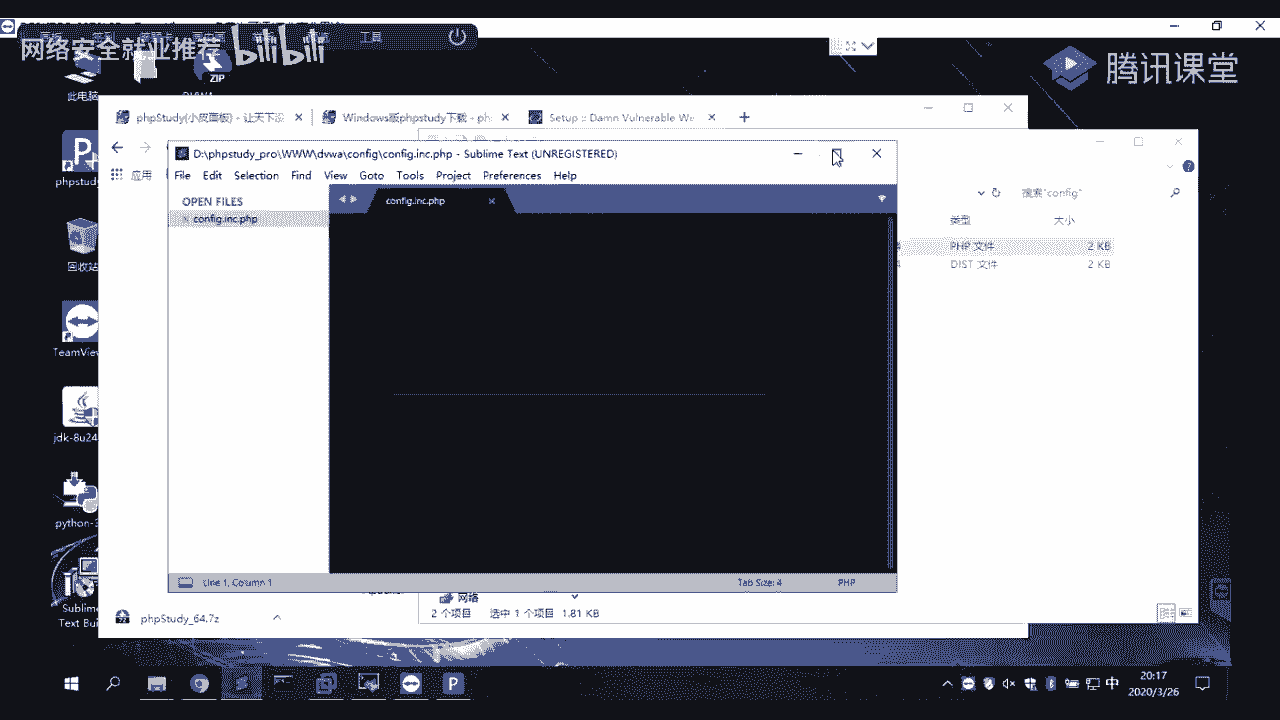 网络安全就业推荐 bilibili
工具
腾讯课堂
ZIP
此电脑
phpStudy(小皮面板) - 让天下没
Windows版phpstudy下载 - ph
Setup :: Damn Vulnerable We
D:\phpstudy_pro\WWW\dvwa\config\config.inc.php - Sublime Text (UNREGISTERED)
File Edit Selection Find View Goto Tools Project Preferences Help
应用
phpstudy
OPEN FILES
config.inc.php
config.inc.php
搜索"config"
类型
大小
PHP 文件
2 KB
DIST 文件
2 KB
回收站
TeamView
jdk-8u24
python-3
Sublime
Text Buil
Line 1, Column 1
Tab Size: 4
PHP
网络
2 个项目
选中 1 个项目 1.81 KB
phpStudy_64.7z
中
20:17
2020/3/26